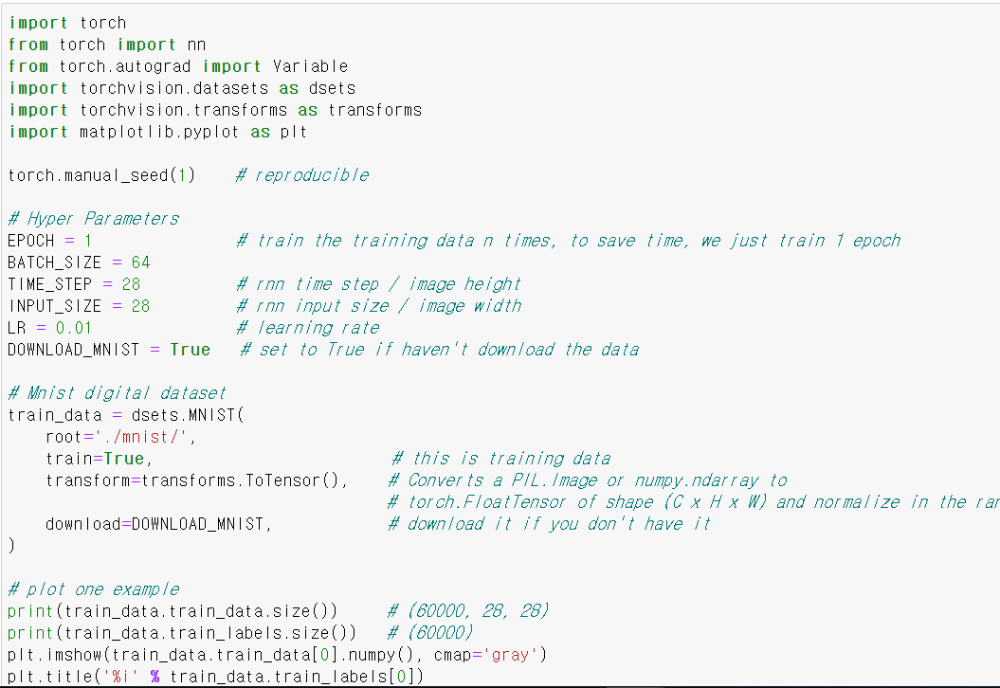 import torch
from torch import nn
from torch.autograd import Variable
import torchvision.datasets as dsets
import torchvision.transforms as transforms
import matplotlib.pyplot as plt

torch.manual_seed(1)    # reproducible

# Hyper Parameters
EPOCH = 1               # train the training data n times, to save time, we just train 1 epoch
BATCH_SIZE = 64
TIME_STEP = 28          # rnn time step / image height
INPUT_SIZE = 28         # rnn input size / image width
LR = 0.01               # learning rate
DOWNLOAD_MNIST = True   # set to True if haven't download the data

# Mnist digital dataset
train_data = dsets.MNIST(
    root='./mnist/',
    train=True,                         # this is training data
    transform=transforms.ToTensor(),    # Converts a PIL.Image or numpy.ndarray to
                                        # torch.FloatTensor of shape (C x H x W) and normalize in the
    download=DOWNLOAD_MNIST,            # download it if you don't have it
)

# plot one example
print(train_data.train_data.size())     # (60000, 28, 28)
print(train_data.train_labels.size())   # (60000)
plt.imshow(train_data.train_data[0].numpy(), cmap='gray')
plt.title('%i' % train_data.train_labels[0])